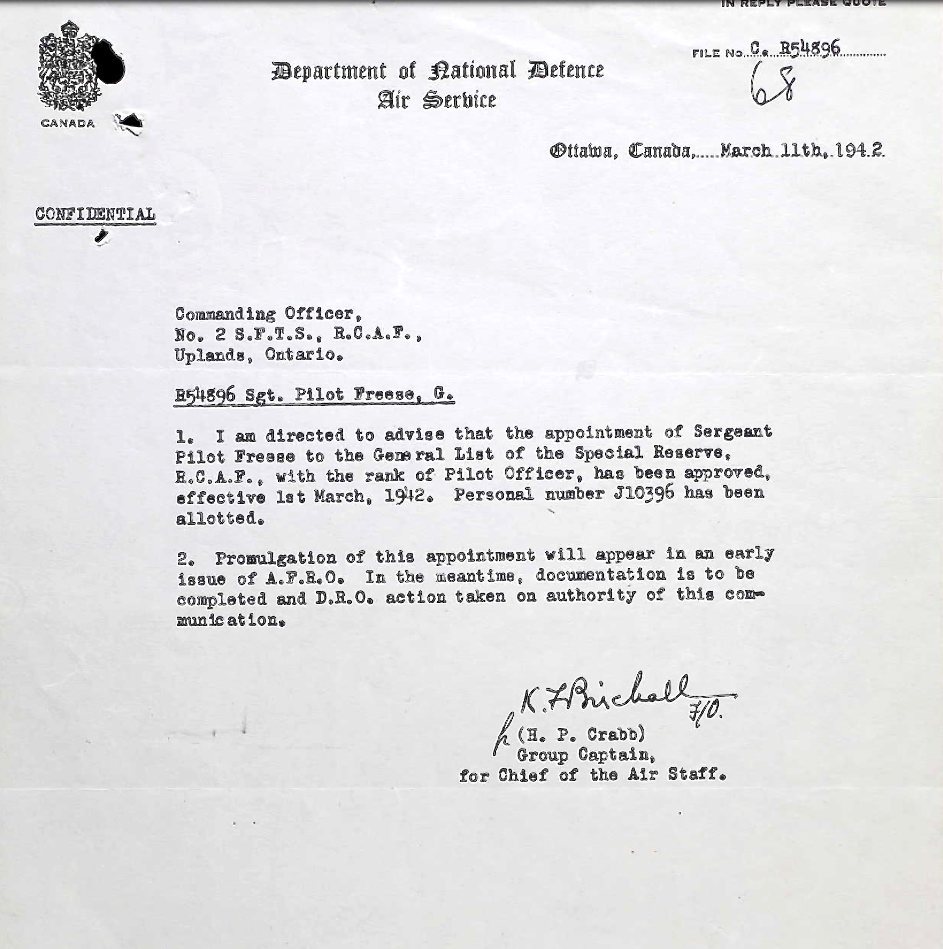 IN REPLY PLEASE QUOTE
FILE No. C. R54896
68
Department of National Defence
Air Service
CANADA
Ottawa, Canada, March 11th, 1942.
CONFIDENTIAL
Commanding Officer,
No. 2 S.F.T.S., R.C.A.F.,
Uplands, Ontario.
R54896 Sgt. Pilot Freese, G.
1. I am directed to advise that the appointment of Sergeant
Pilot Freese to the General List of the Special Reserve,
R.C.A.F., with the rank of Pilot Officer, has been approved,
effective 1st March, 1942. Personal number J10396 has been
allotted.
2. Promulgation of this appointment will appear in an early
issue of A.F.R.O. In the meantime, documentation is to be
completed and D.R.O. action taken on authority of this com-
munication.
K. F. Birchall
F/O.
(H. P. Crabb)
Group Captain,
for Chief of the Air Staff.